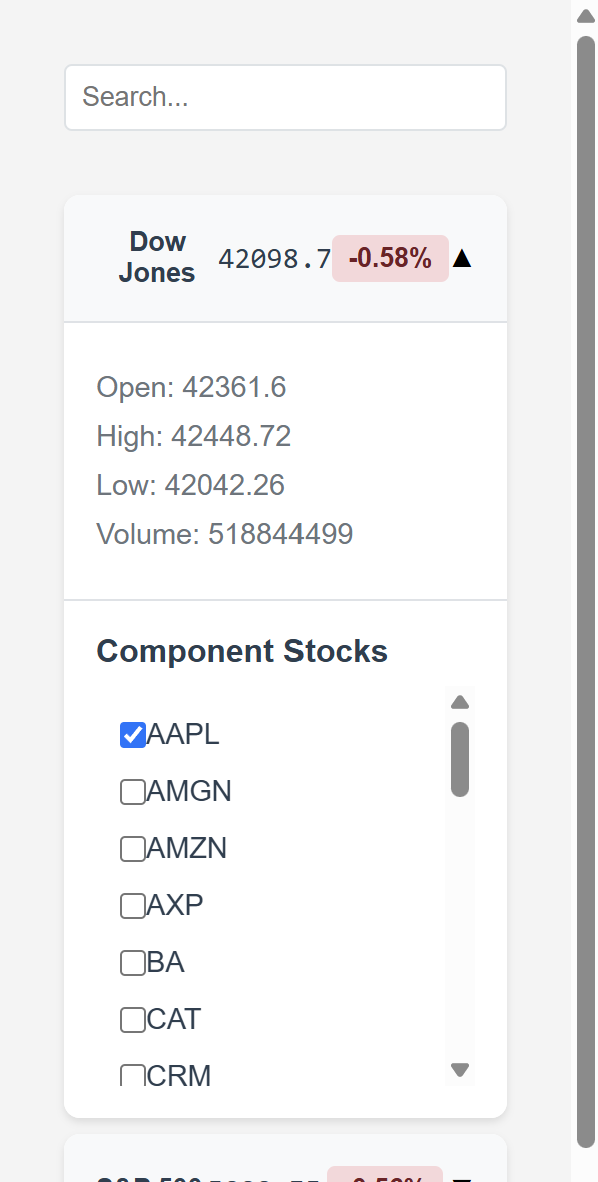 Search...
Dow
Jones
42098.7
-0.58%
▲
Open: 42361.6
High: 42448.72
Low: 42042.26
Volume: 518844499
Component Stocks
AAPL
AMGN
AMZN
AXP
BA
CAT
CRM